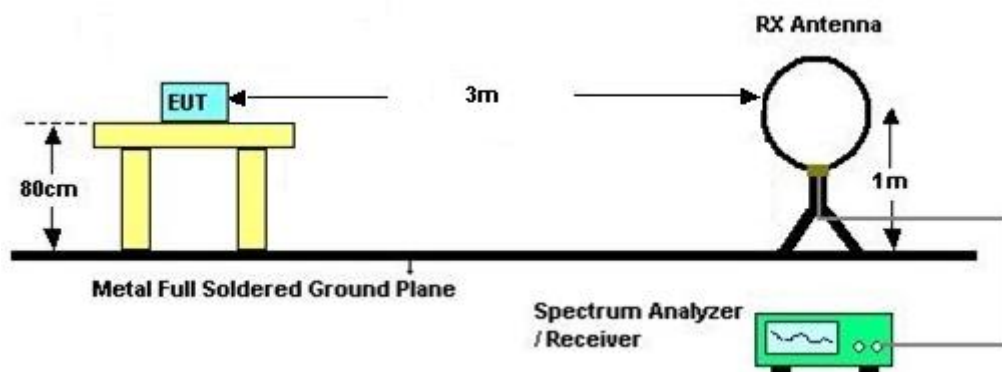 RX Antenna
EUT
3m
80cm
1m
Metal Full Soldered Ground Plane
Spectrum Analyzer
/ Receiver